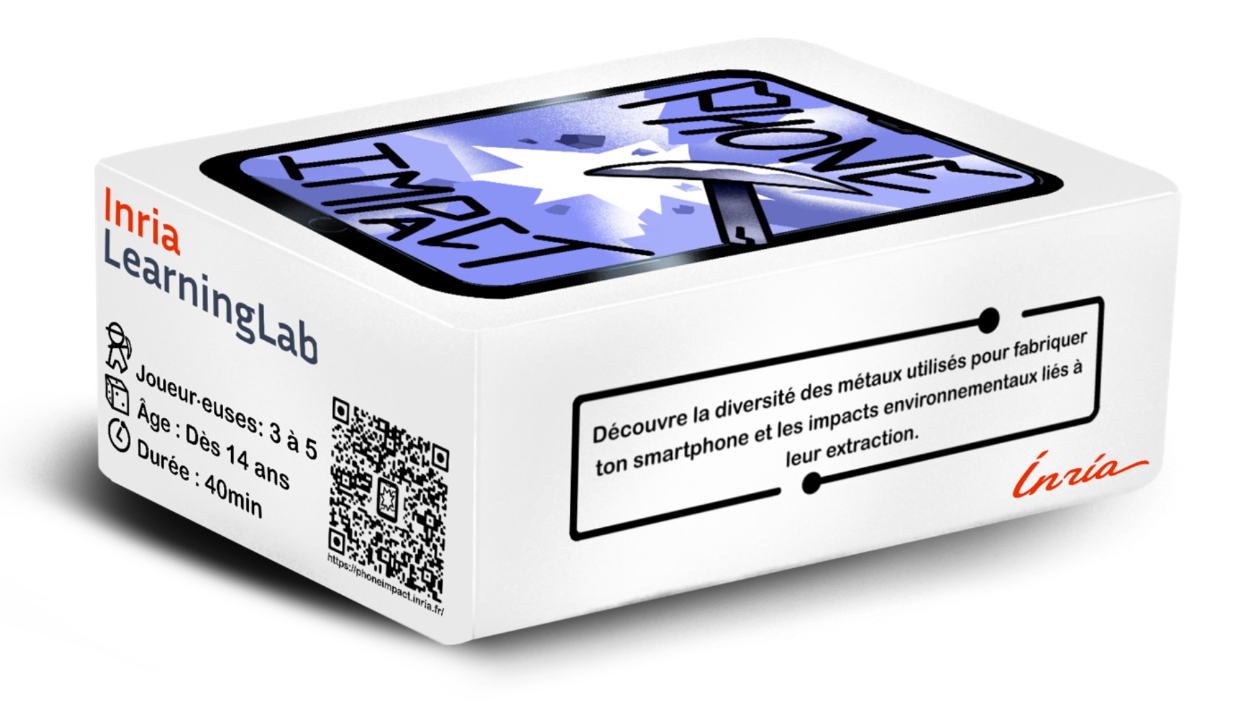 PHONE
IMPACT
Inria
LearningLab
Joueur·euses: 3 à 5
Âge : Dès 14 ans
Durée : 40min
https://phoneimpact.inria.fr/
Découvre la diversité des métaux utilisés pour fabriquer
ton smartphone et les impacts environnementaux liés à
leur extraction.
Inria